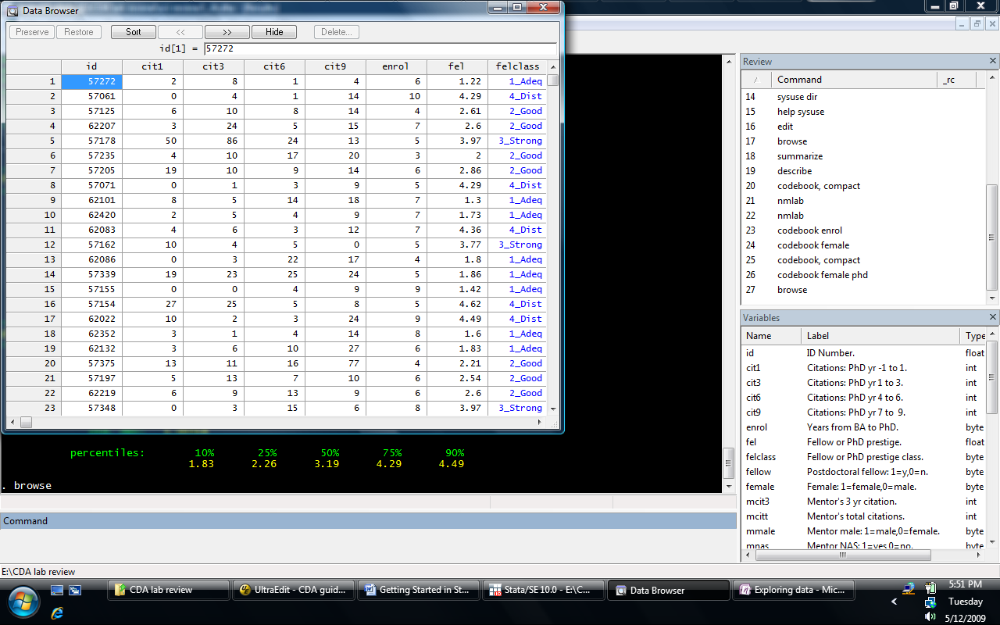 Data Browser
Preserve Restore Sort << >> Hide Delete...
id[1] = 57272
id cit1 cit3 cit6 cit9 enrol fel felclass
1 57272 2 8 1 4 6 1.22 1_Adeq
2 57061 0 4 1 14 10 4.29 4_Dist
3 57125 6 10 8 14 4 2.61 2_Good
4 62207 3 24 5 15 7 2.6 2_Good
5 57178 50 86 24 13 5 3.97 3_Strong
6 57235 4 10 17 20 3 2 2_Good
7 57205 19 10 9 14 6 2.86 2_Good
8 57071 0 1 3 9 5 4.29 4_Dist
9 62101 8 5 14 18 7 1.3 1_Adeq
10 62420 2 5 4 9 7 1.73 1_Adeq
11 62083 4 6 3 12 7 4.36 4_Dist
12 57162 10 4 5 0 5 3.77 3_Strong
13 62086 0 3 22 17 4 1.8 1_Adeq
14 57339 19 23 25 24 5 1.86 1_Adeq
15 57155 0 0 4 9 9 1.42 1_Adeq
16 57154 27 25 5 8 5 4.62 4_Dist
17 62022 10 2 3 24 9 4.49 4_Dist
18 62352 3 1 4 14 8 1.6 1_Adeq
19 62132 3 6 10 27 6 1.83 1_Adeq
20 57375 13 11 16 77 4 2.21 2_Good
21 57197 5 13 7 10 6 2.54 2_Good
22 62219 6 9 13 9 6 2.6 2_Good
23 57348 0 3 15 6 8 3.97 3_Strong
percentiles: 10% 25% 50% 75% 90%
1.83 2.26 3.19 4.29 4.49
. browse
Command
Review
Command _rc
14 sysuse dir
15 help sysuse
16 edit
17 browse
18 summarize
19 describe
20 codebook, compact
21 nmlab
22 nmlab
23 codebook enrol
24 codebook female
25 codebook, compact
26 codebook female phd
27 browse
Variables
Name Label Type
id ID Number. float
cit1 Citations: PhD yr -1 to 1. int
cit3 Citations: PhD yr 1 to 3. int
cit6 Citations: PhD yr 4 to 6. int
cit9 Citations: PhD yr 7 to 9. int
enrol Years from BA to PhD. byte
fel Fellow or PhD prestige. float
felclass Fellow or PhD prestige class. byte
fellow Postdoctoral fellow: 1=y,0=n. byte
female Female: 1=female,0=male. byte
mcit3 Mentor's 3 yr citation. int
mcitt Mentor's total citations. int
mmale Mentor male: 1=male,0=female. byte
mnas Mentor NAS: 1=yes,0=no. byte
E:\CDA lab review
CDA lab review
UltraEdit - CDA guid...
Getting Started in St...
Stata/SE 10.0 - E:\C...
Data Browser
Exploring data - Mic...
5:51 PM
Tuesday
5/12/2009